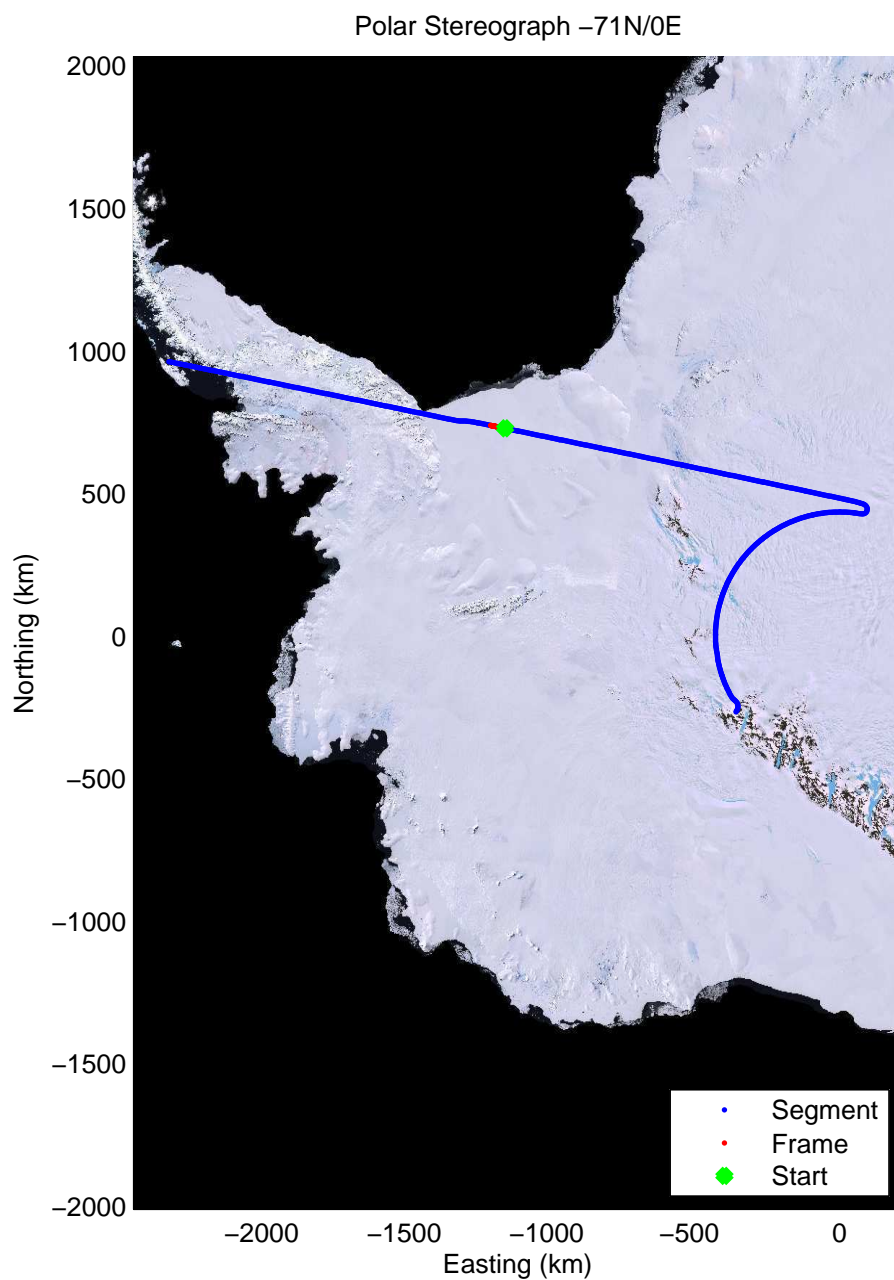 Polar Stereograph −71N/0E
2000
1500
1000
500
0
−500
−1000
−1500
−2000
Northing (km)
−2000 −1500 −1000 −500 0
Easting (km)
Segment
Frame
Start